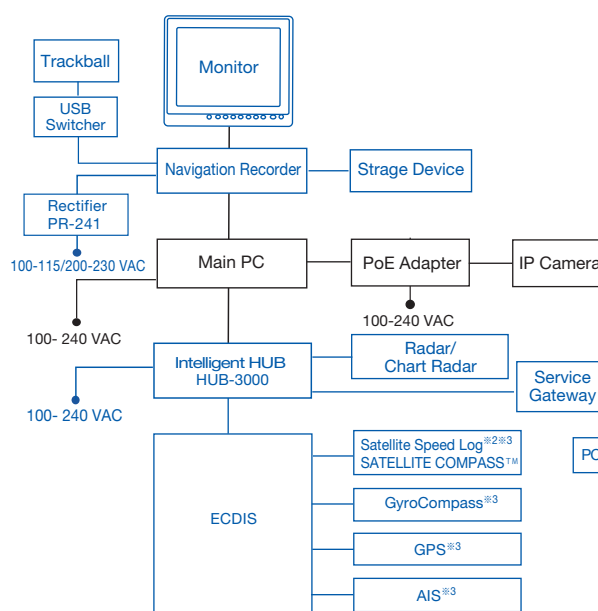 Trackball
Monitor
USB
Switcher
Navigation Recorder
Strage Device
Rectifier
PR-241
100-115/200-230 VAC
Main PC
PoE Adapter
IP Camera
100-240 VAC
100- 240 VAC
Intelligent HUB
HUB-3000
Radar/
Chart Radar
Service
Gateway
100- 240 VAC
Satellite Speed Log※2※3
SATELLITE COMPASS™
PC
ECDIS
GyroCompass※3
GPS※3
AIS※3